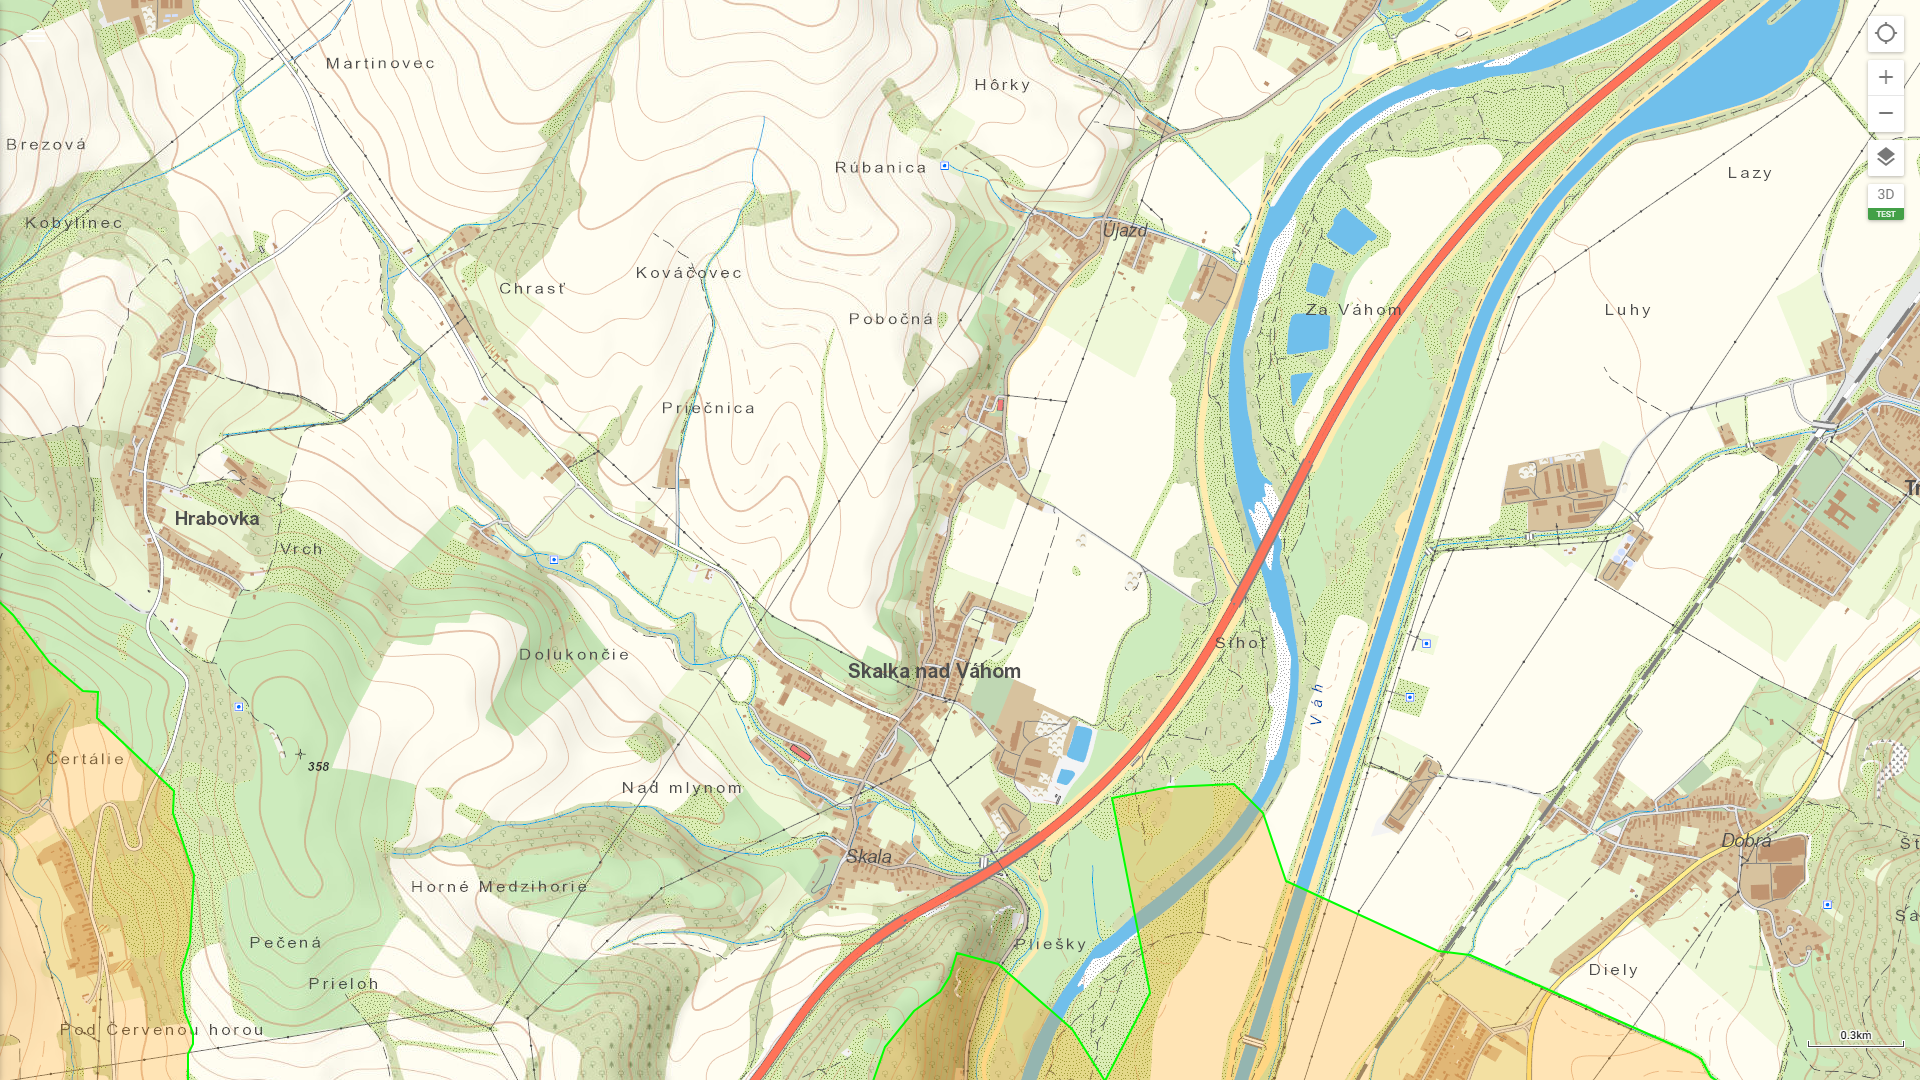 Martinovec
Hôrky
Brezová
Rúbanica
Lazy
3D
TEST
Kobylinec
Újazd
Kováčovec
Chrasť
Pobočná
Za Váhom
Luhy
Priečnica
Hrabovka
Vrch
Sihoť
Dolukončie
Skalka nad Váhom
Váh
Čertálie
358
Nad mlynom
Dobrá
Skala
Horné Medzihorie
Pečená
Pliešky
Diely
Prieloh
Pod Červenou horou
0.3km